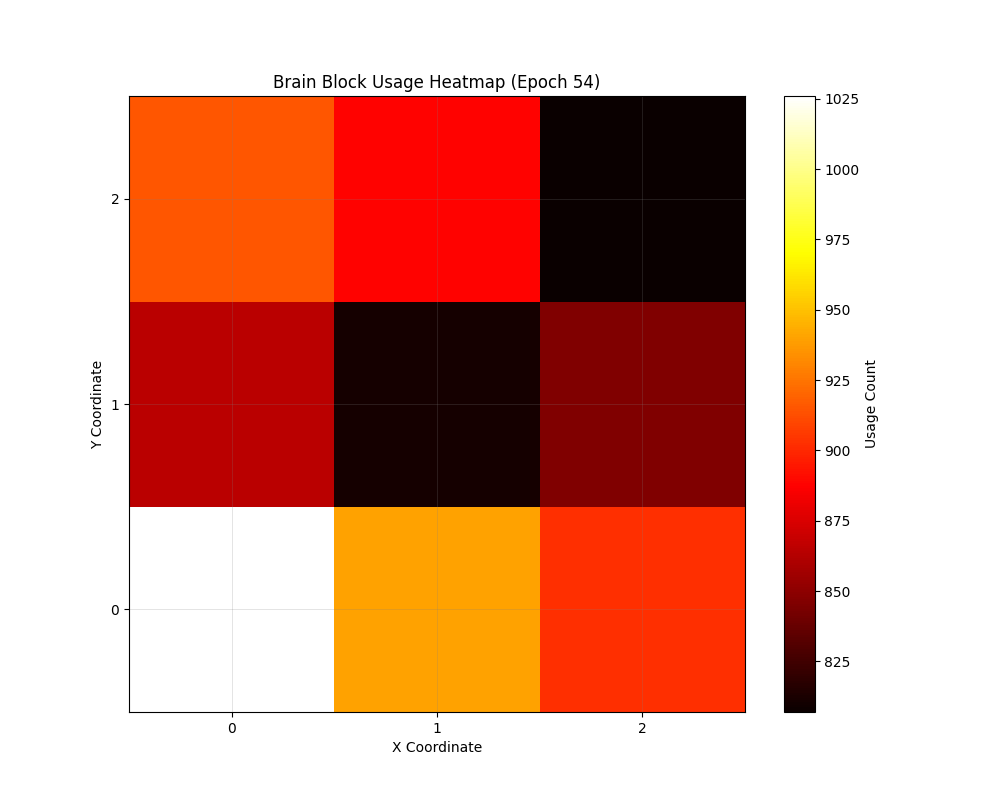 Brain Block Usage Heatmap (Epoch 54)
2
1
0
Y Coordinate
0 1 2
X Coordinate
1025
1000
975
950
925
900
875
850
825
Usage Count